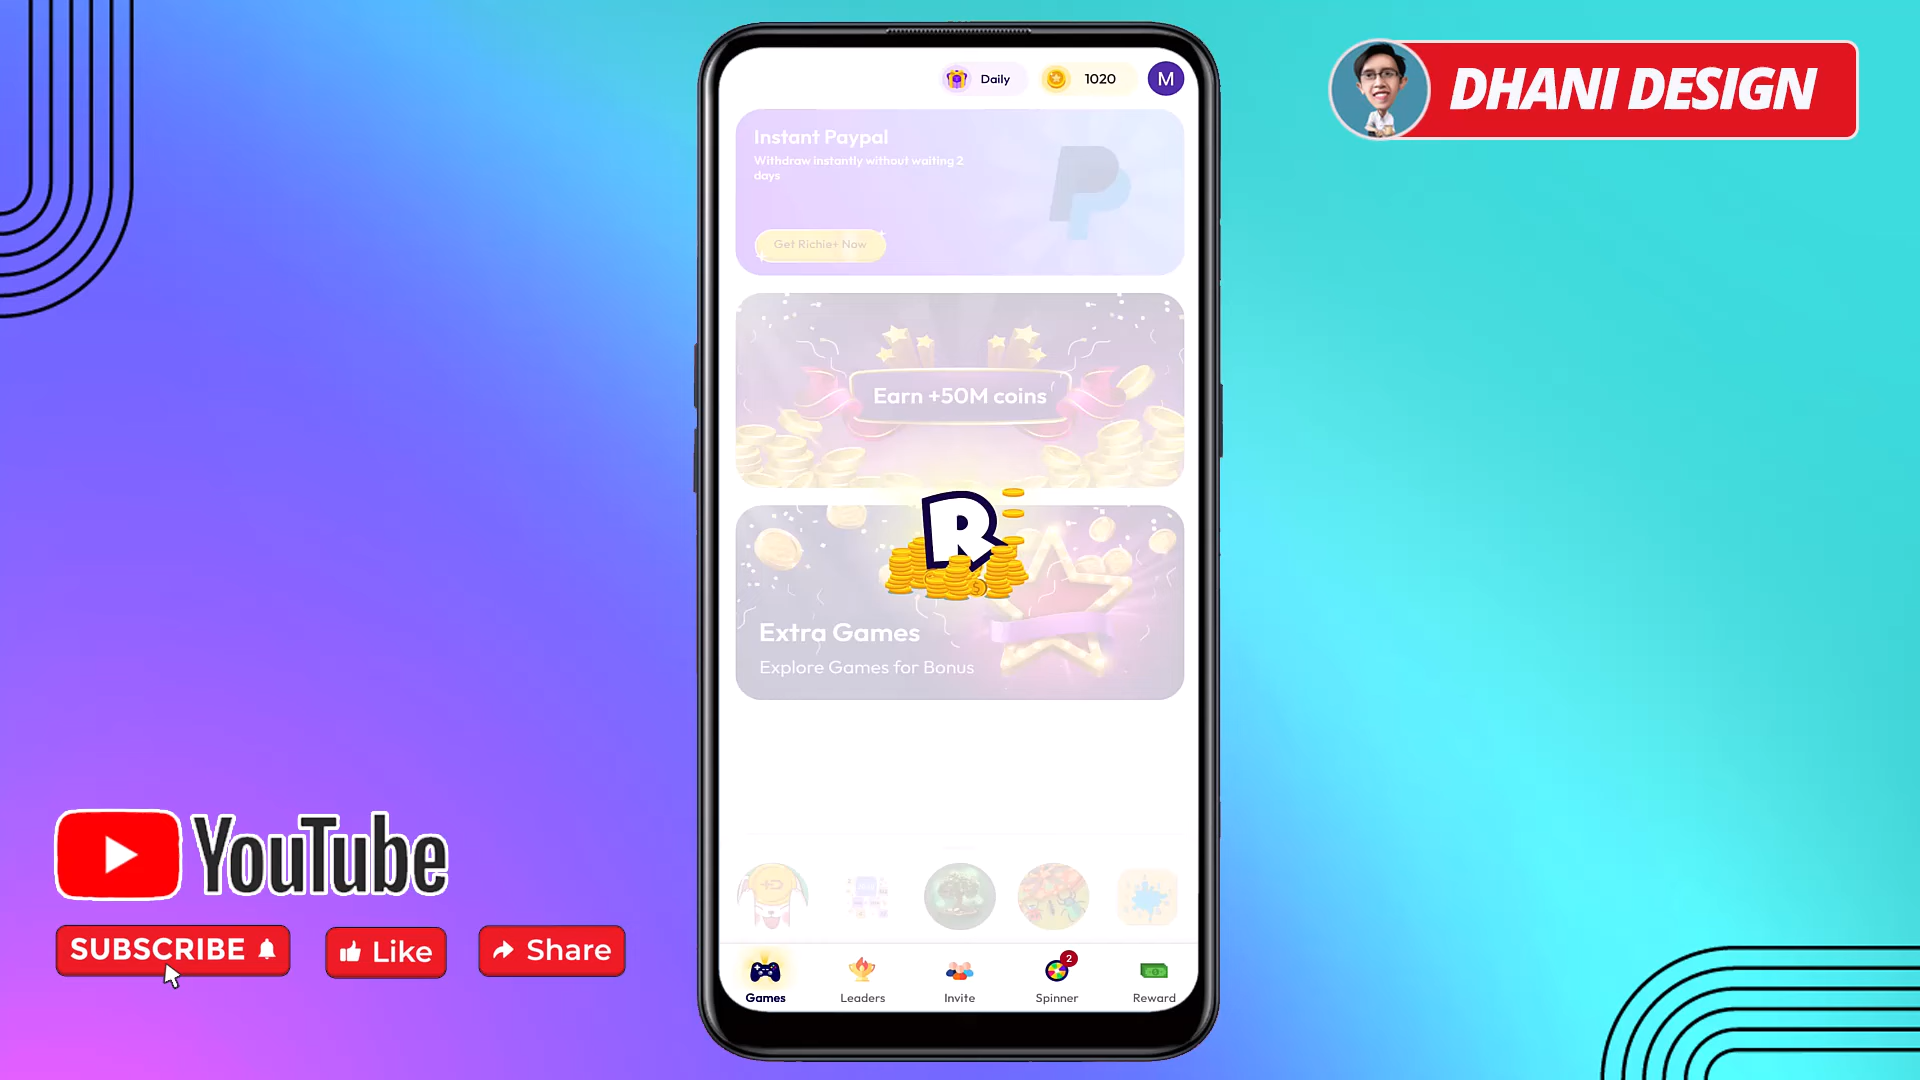 DHANI DESIGN
Daily
1020
M
Instant Paypal
Withdraw instantly without waiting 2
days
Get Richie+ Now
Earn +50M coins
R
Extra Games
Explore Games for Bonus
YouTube
SUBSCRIBE
Like
Share
2
Games
Leaders
Invite
Spinner
Reward